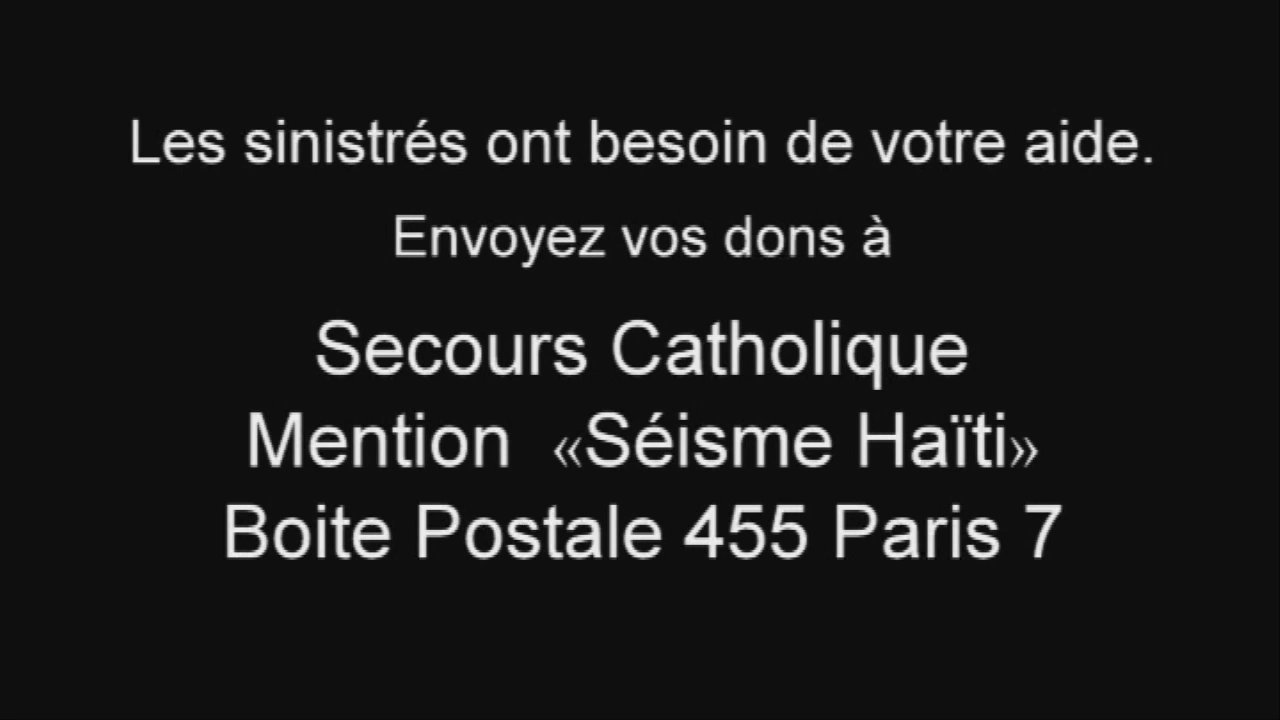 Les sinistrés ont besoin de votre aide.
Envoyez vos dons à
Secours Catholique
Mention «Séisme Haïti»
Boite Postale 455 Paris 7